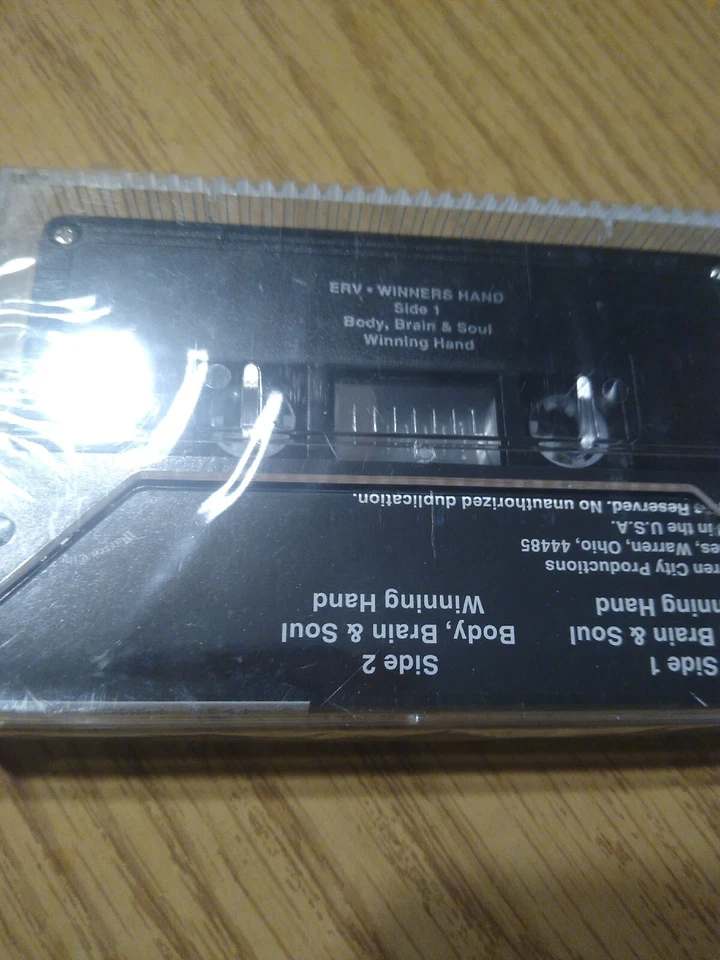 ERV • WINNERS HAND
Side 1
Body, Brain & Soul
Winning Hand
Side 1
Brain & Soul
nning Hand
Side 2
Body, Brain & Soul
Winning Hand
ren City Productions
es, Warren, Ohio, 44485
in the U.S.A.
Reserved. No unauthorized duplication.